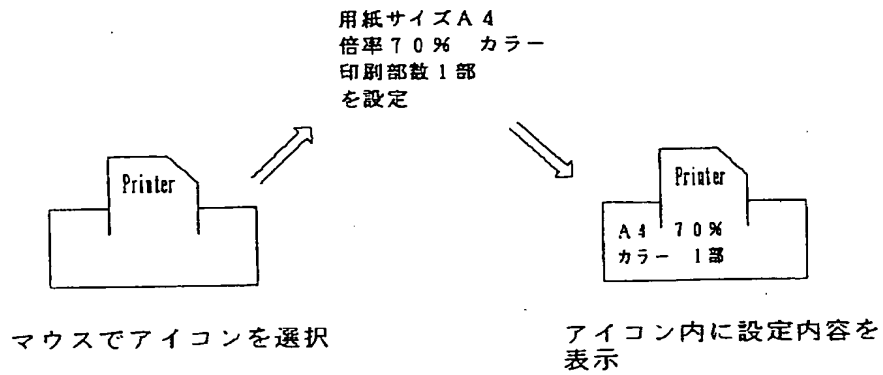 用紙サイズA4
倍率70% カラー
印刷部数1部
を設定
Printer
マウスでアイコンを選択
Printer
A4 70%
カラー 1部
アイコン内に設定内容を
表示